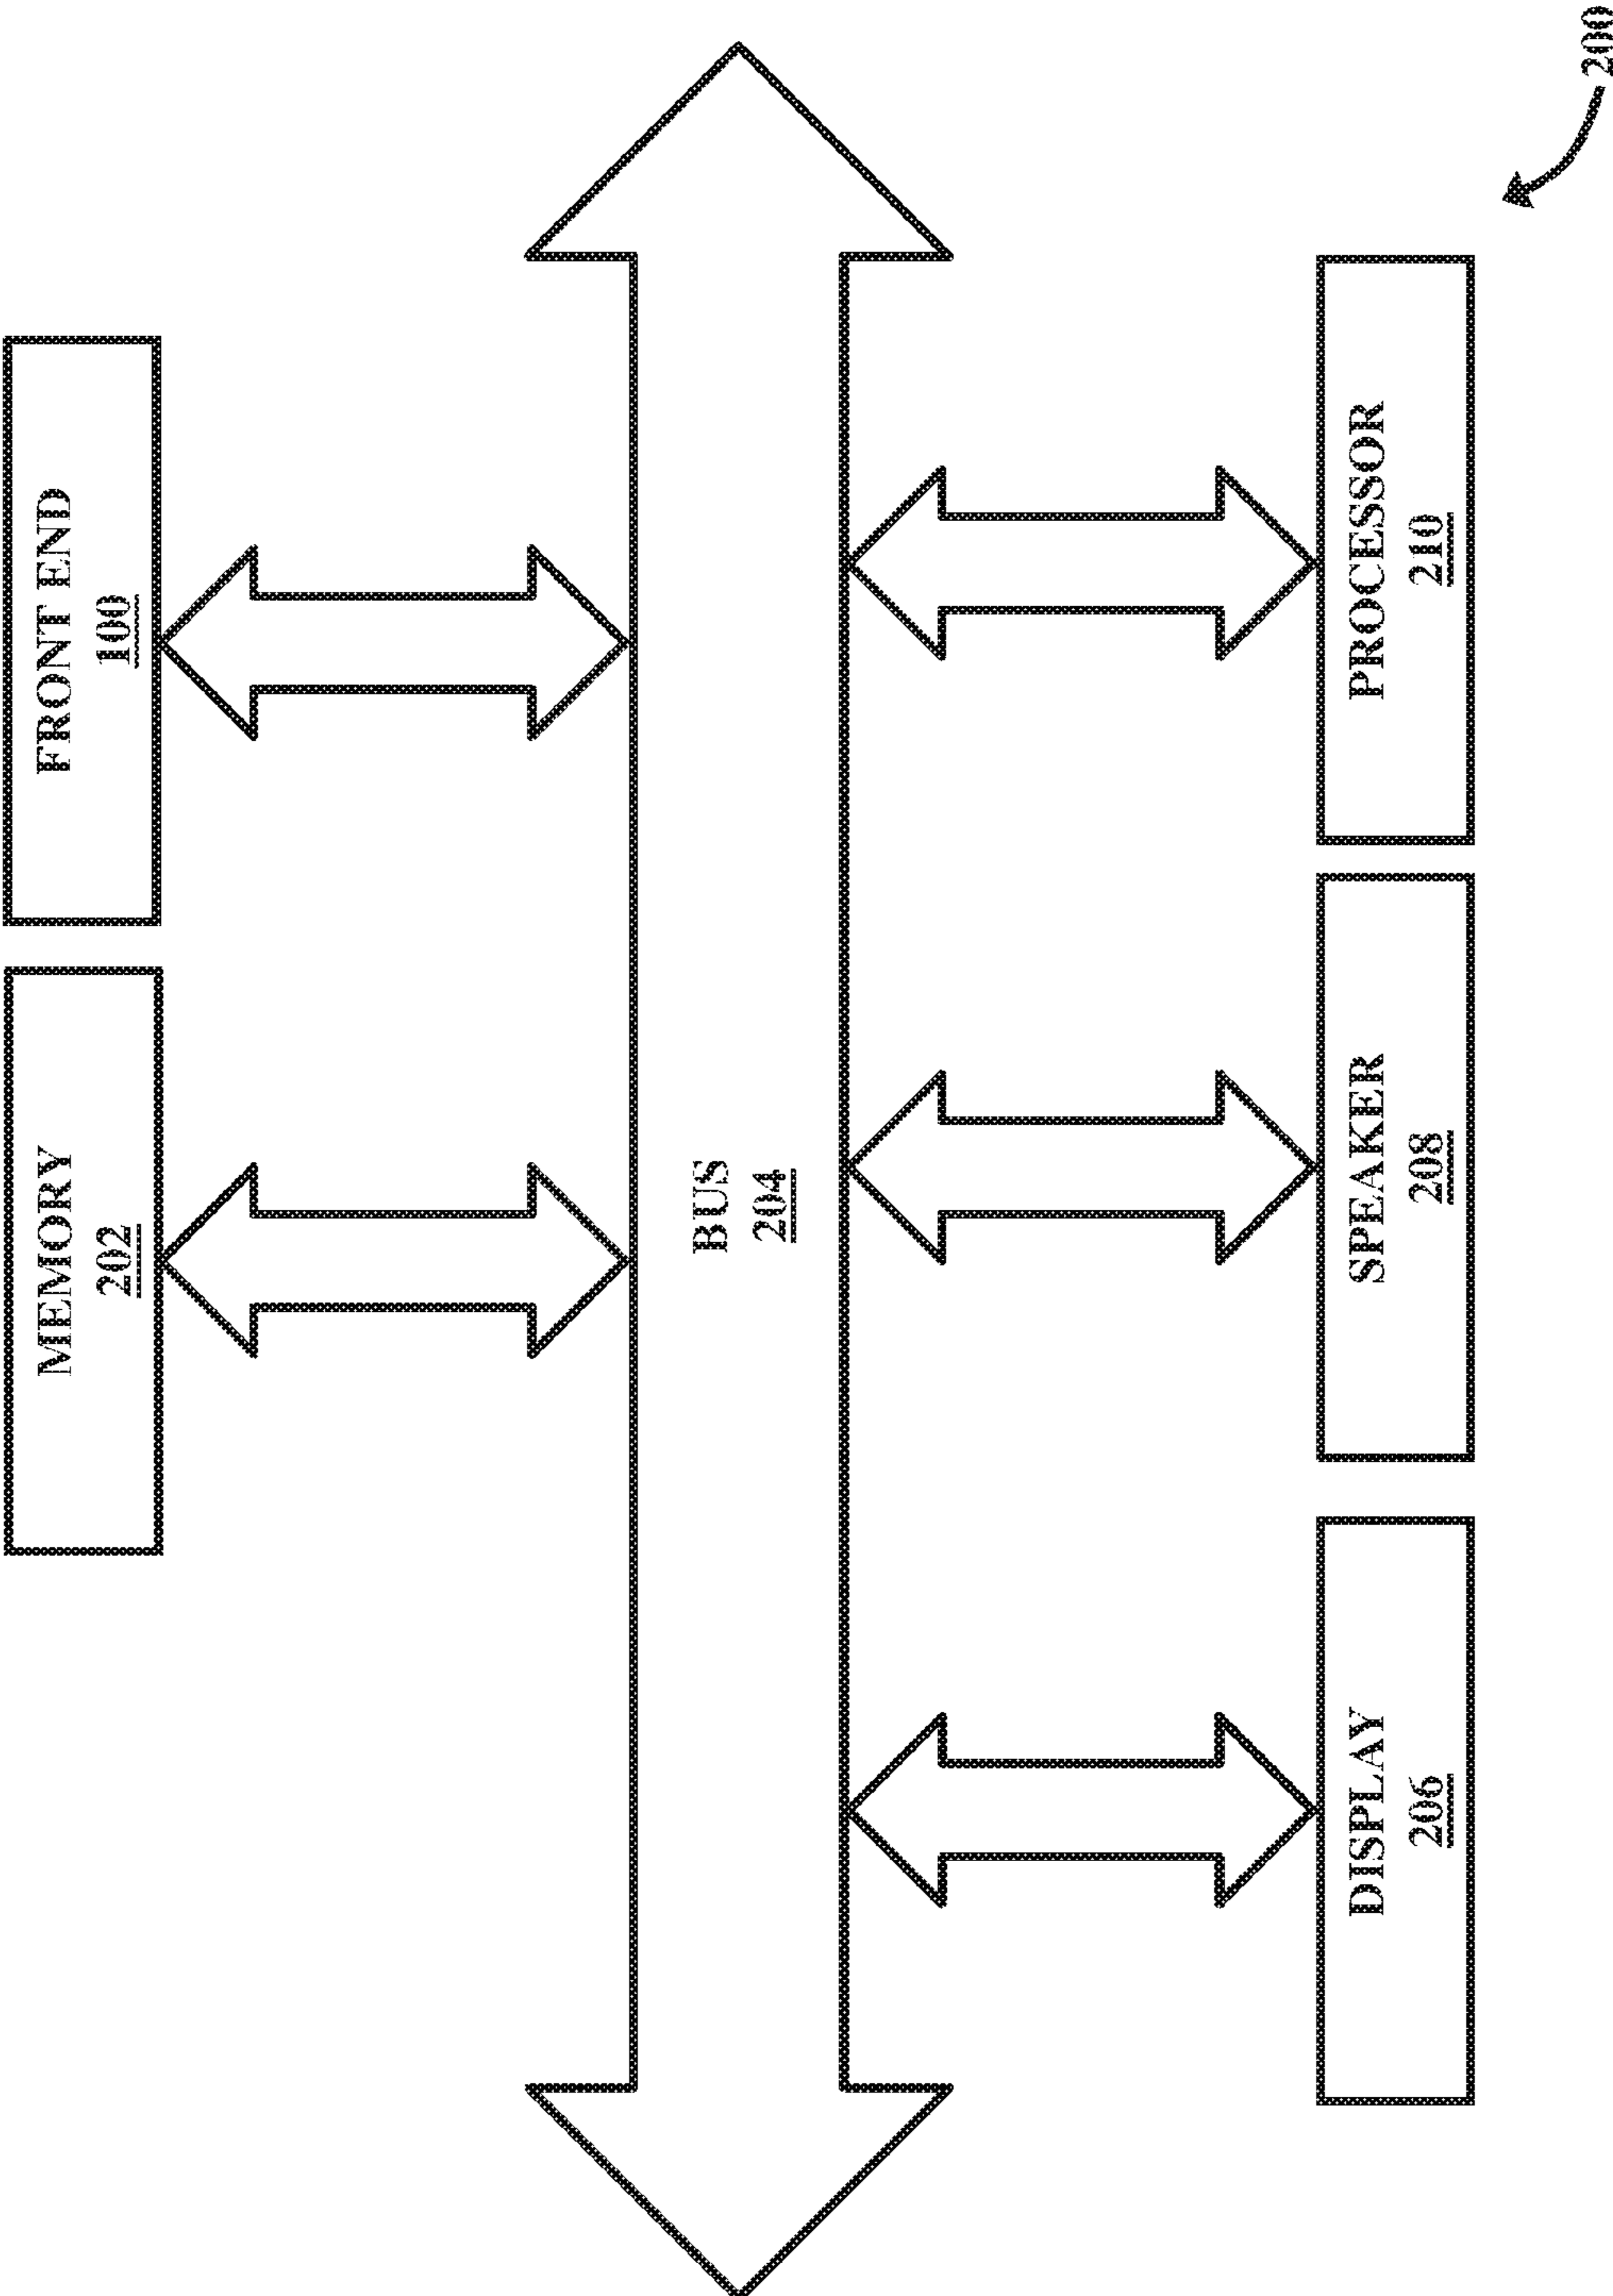 MEMORY
202
FRONT END
100
BUS
204
DISPLAY
206
SPEAKER
208
PROCESSOR
210
200